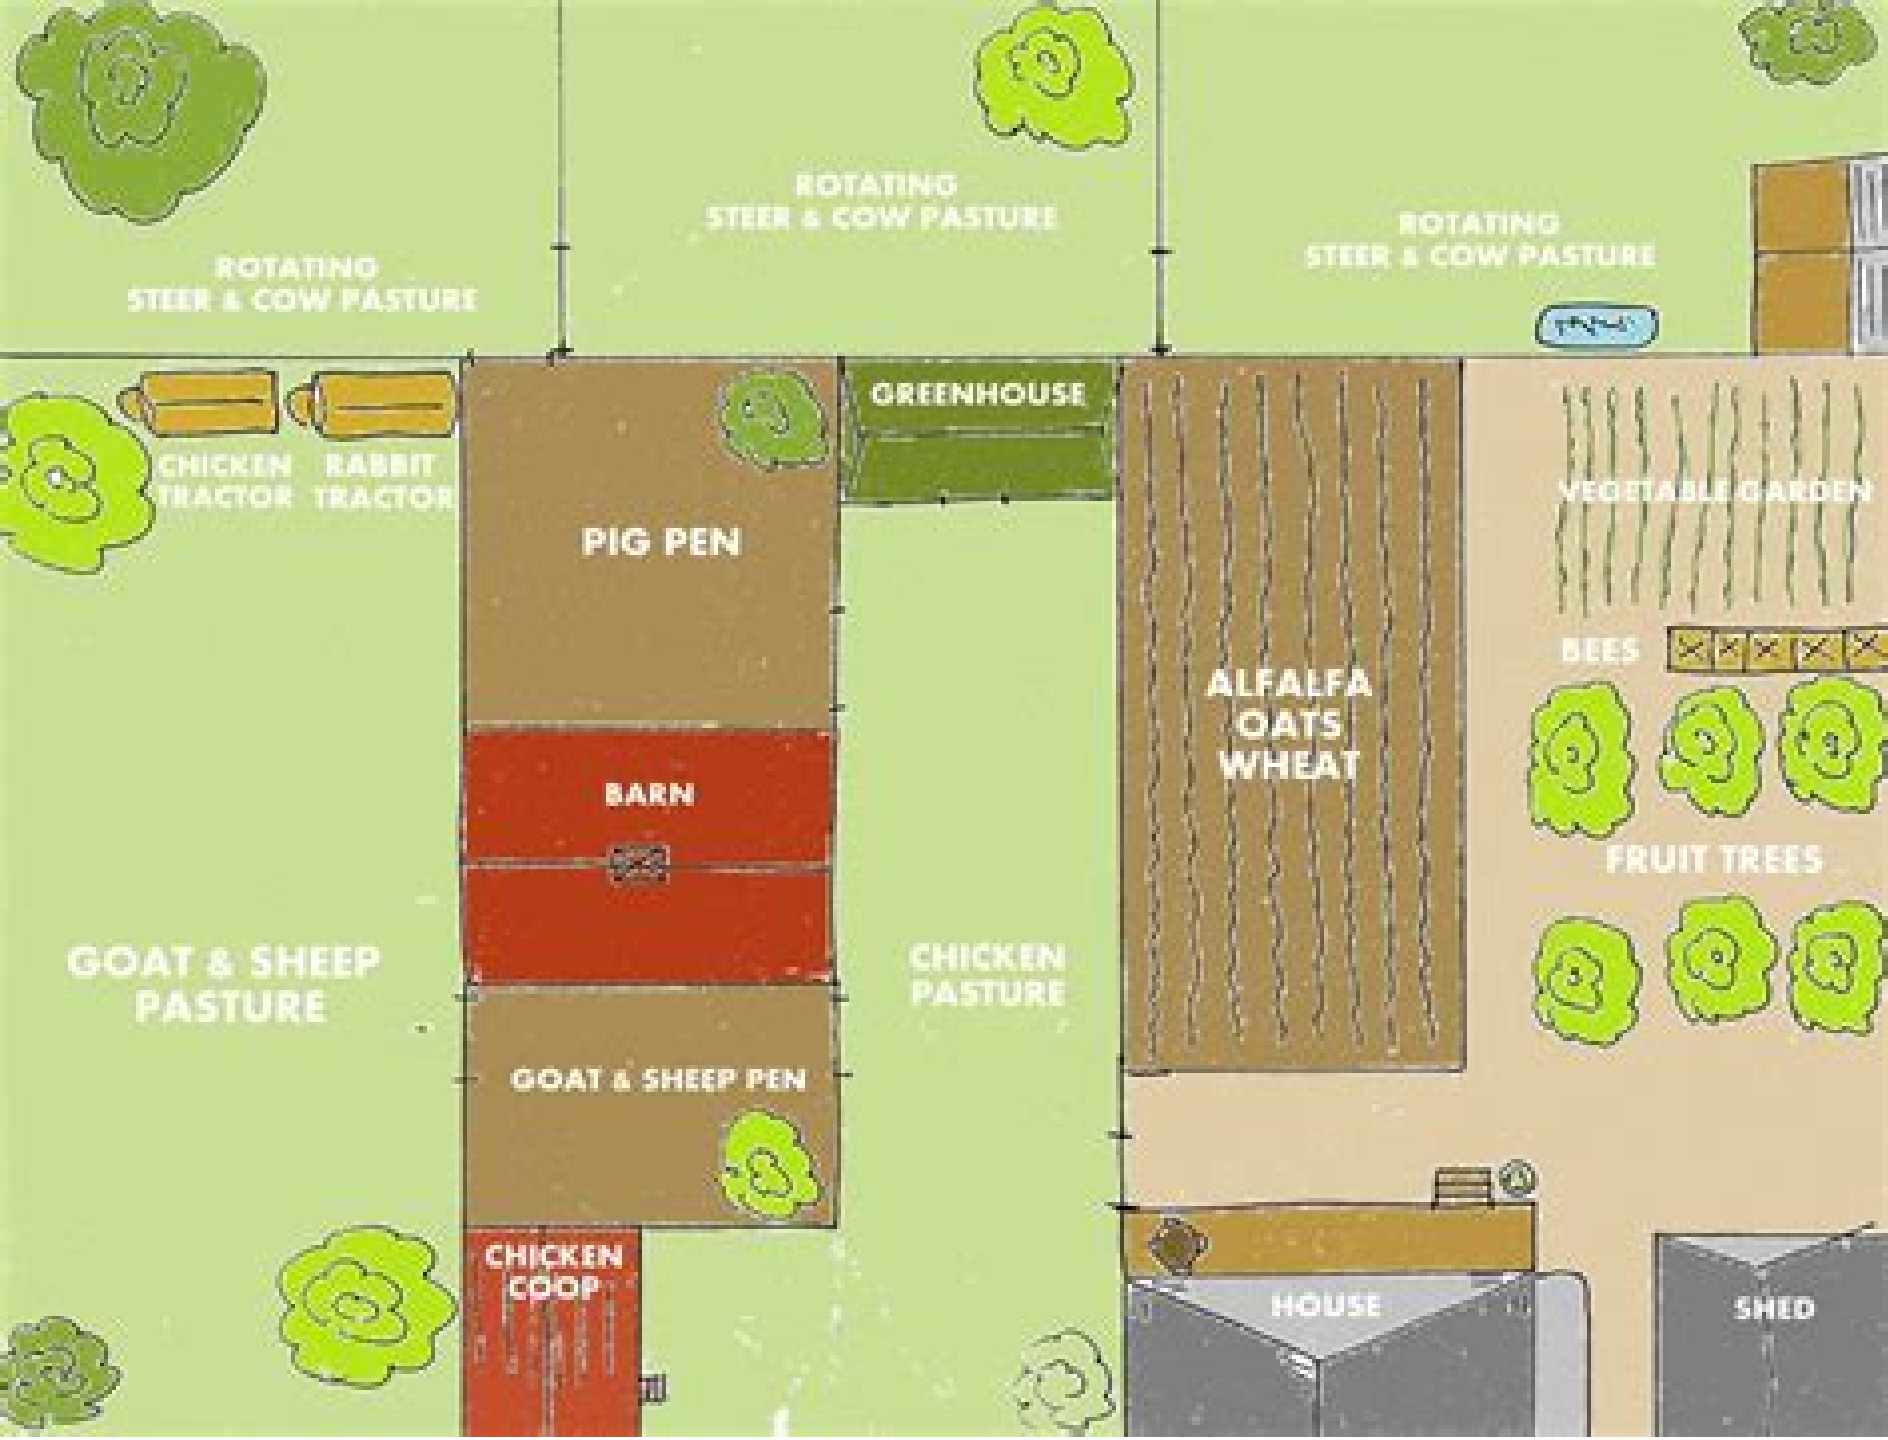 ROTATING
STEER & COW PASTURE
ROTATING
STEER & COW PASTURE
ROTATING
STEER & COW PASTURE
CHICKEN
TRACTOR
RABBIT
TRACTOR
PIG PEN
GREENHOUSE
VEGETABLE GARDEN
BEES
ALFALFA
OATS
WHEAT
BARN
FRUIT TREES
GOAT & SHEEP
PASTURE
CHICKEN
PASTURE
GOAT & SHEEP PEN
CHICKEN
COOP
HOUSE
SHED